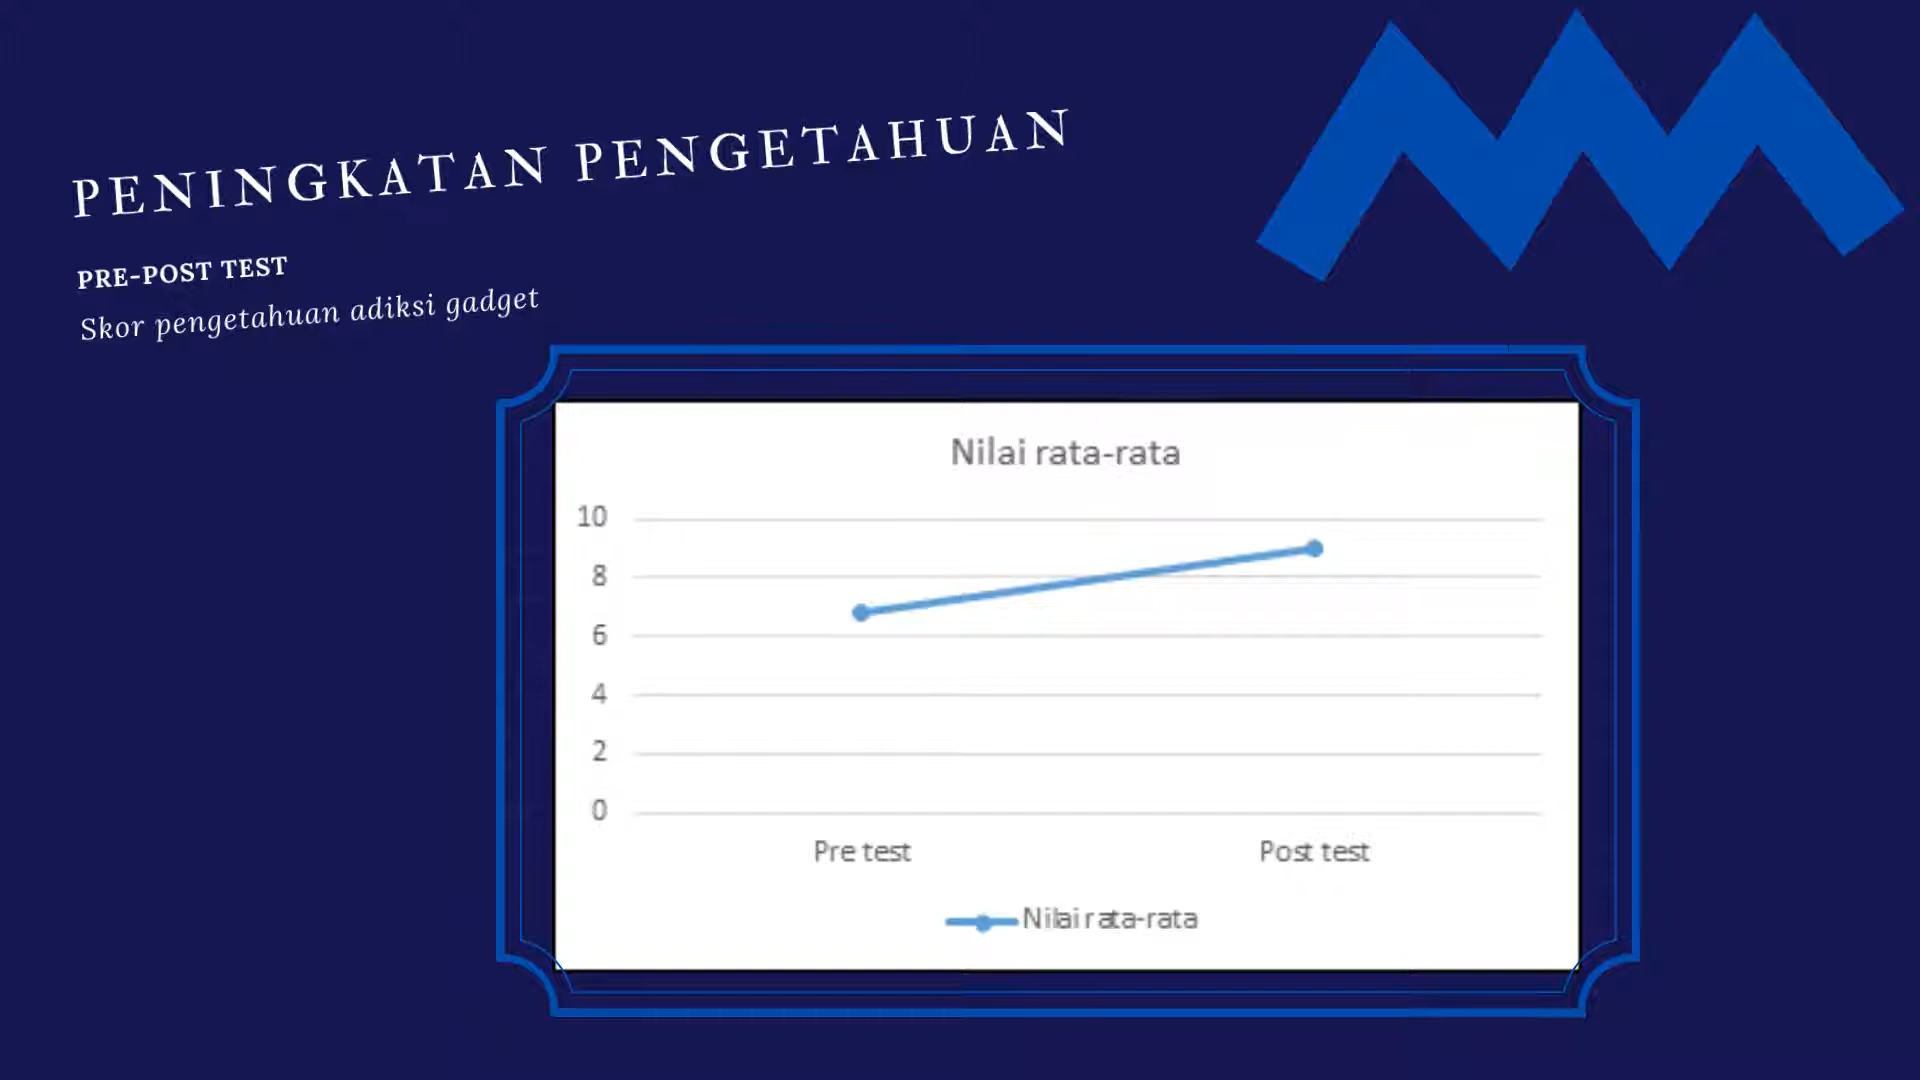 PENINGKATAN PENGETAHUAN
PRE-POST TEST
Skor pengetahuan adiksi gadget
Nilai rata-rata
10
8
6
4
2
0
Pre test
Post test
Nilai rata-rata